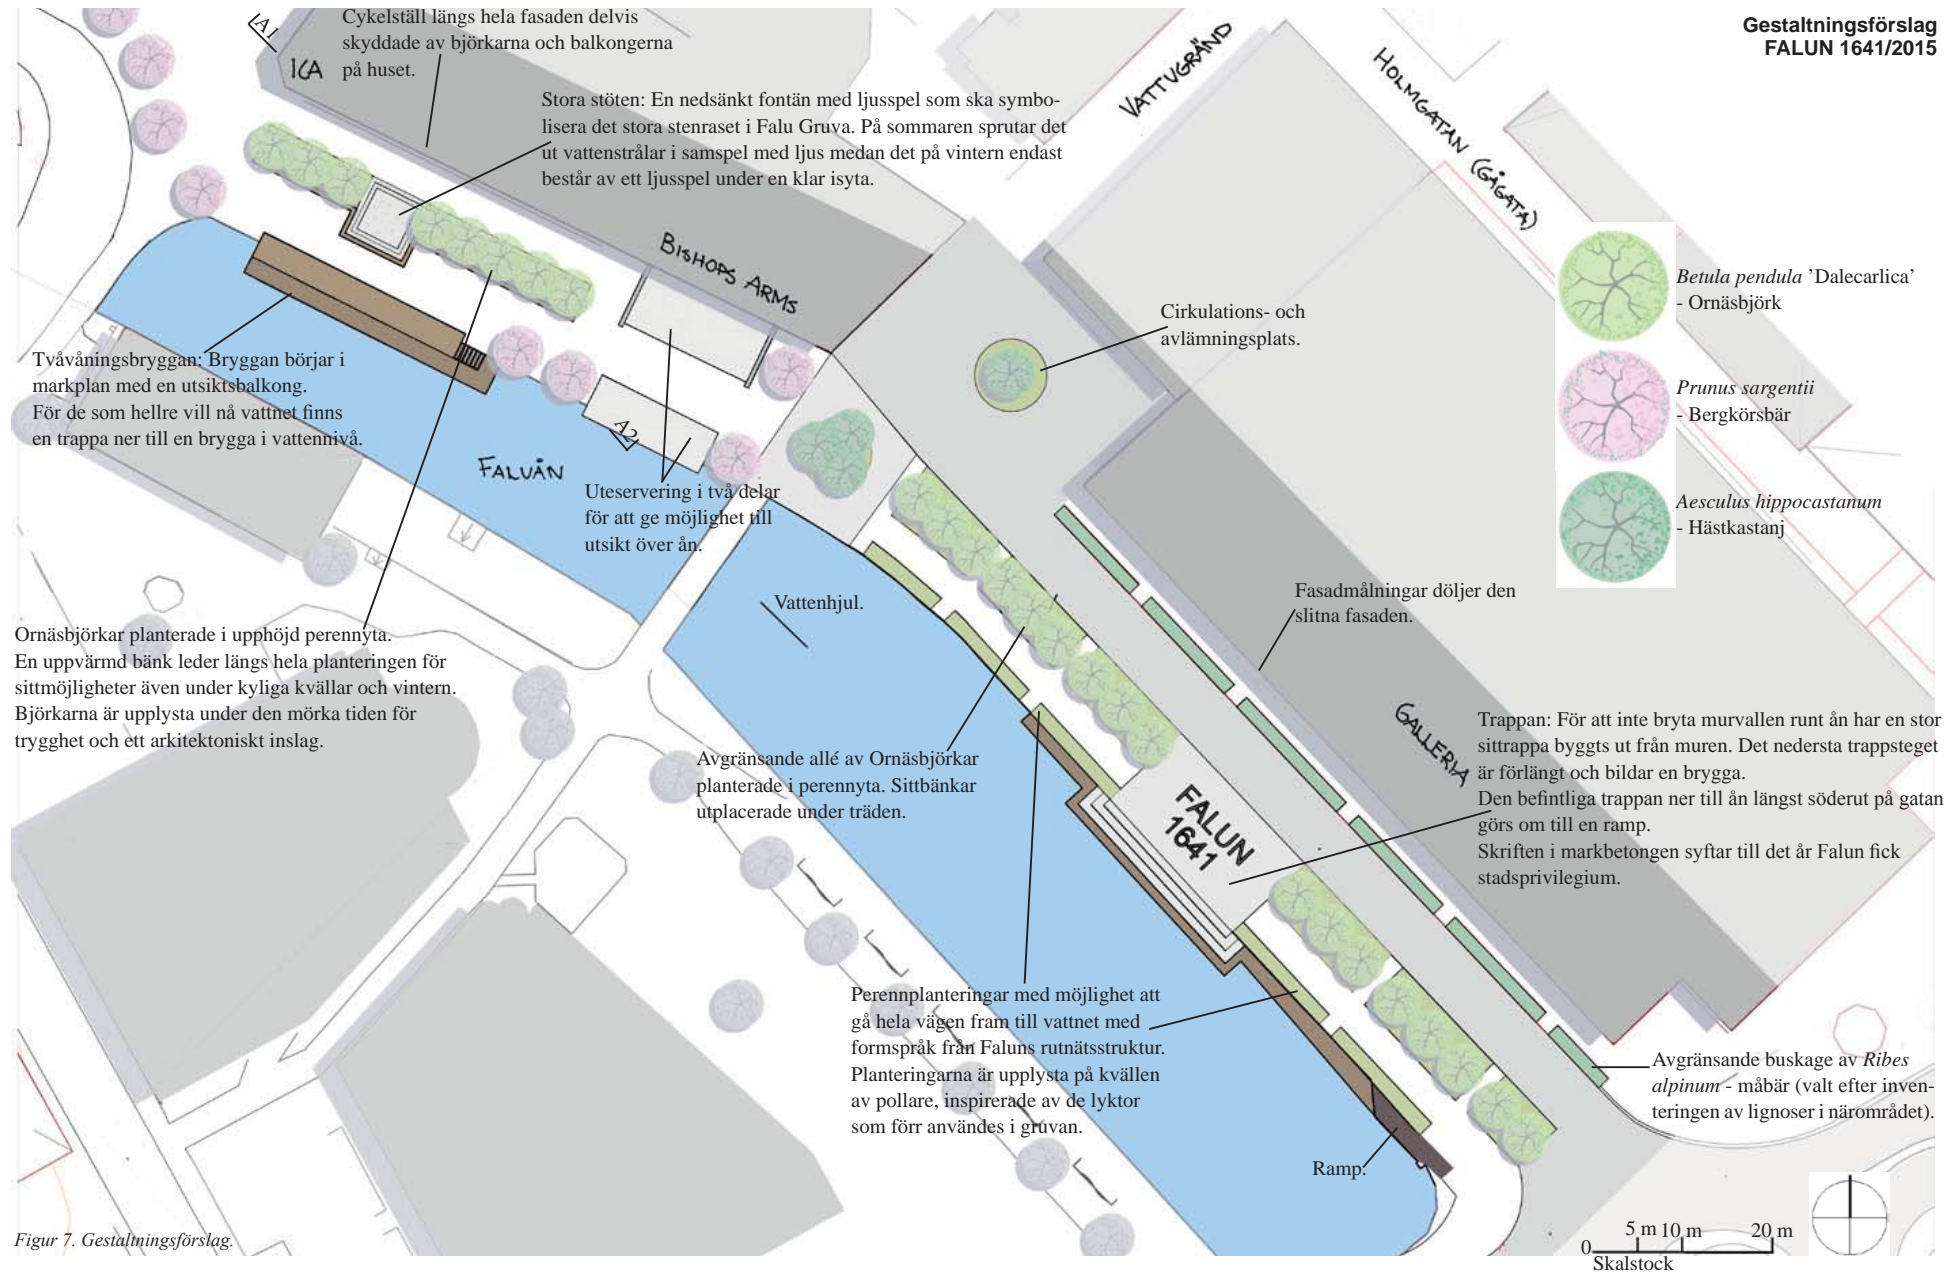 Gestaltningsförslag
FALUN 1641/2015
A1
ICA
Cykelställ längs hela fasaden delvis
skyddade av björkarna och balkongerna
på huset.
Stora stöten: En nedsänkt fontän med ljusspel som ska symbo-
lisera det stora stenraset i Falu Gruva. På sommaren sprutar det
ut vattenstrålar i samspel med ljus medan det på vintern endast
består av ett ljusspel under en klar isyta.
VATTUGRÄND
HOLMGATAN (GÅGATA)
BISHOPS ARMS
Betula pendula ’Dalecarlica’
- Ornäsbjörk
Prunus sargentii
- Bergkörsbär
Aesculus hippocastanum
- Hästkastanj
Cirkulations- och
avlämningsplats.
Tvåvåningsbryggan: Bryggan börjar i
markplan med en utsiktsbalkong.
För de som hellre vill nå vattnet finns
en trappa ner till en brygga i vattennivå.
A2
FALUÅN
Uteservering i två delar
för att ge möjlighet till
utsikt över ån.
Vattenhjul.
Fasadmålningar döljer den
slitna fasaden.
Ornäsbjörkar planterade i upphöjd perennyta.
En uppvärmd bänk leder längs hela planteringen för
sittmöjligheter även under kyliga kvällar och vintern.
Björkarna är upplysta under den mörka tiden för
trygghet och ett arkitektoniskt inslag.
GALLERIA
Avgränsande allé av Ornäsbjörkar
planterade i perennyta. Sittbänkar
utplacerade under träden.
FALUN
1641
Trappan: För att inte bryta murvallen runt ån har en stor
sittrappa byggts ut från muren. Det nedersta trappsteget
är förlängt och bildar en brygga.
Den befintliga trappan ner till ån längst söderut på gatan
görs om till en ramp.
Skriften i markbetongen syftar till det år Falun fick
stadsprivilegium.
Perennplanteringar med möjlighet att
gå hela vägen fram till vattnet med
formspråk från Faluns rutnätsstruktur.
Planteringarna är upplysta på kvällen
av pollare, inspirerade av de lyktor
som förr användes i gruvan.
Avgränsande buskage av Ribes
alpinum - måbär (valt efter inven-
teringen av lignoser i närområdet).
Ramp.
Figur 7. Gestaltningsförslag.
0 5 m 10 m 20 m
Skalstock